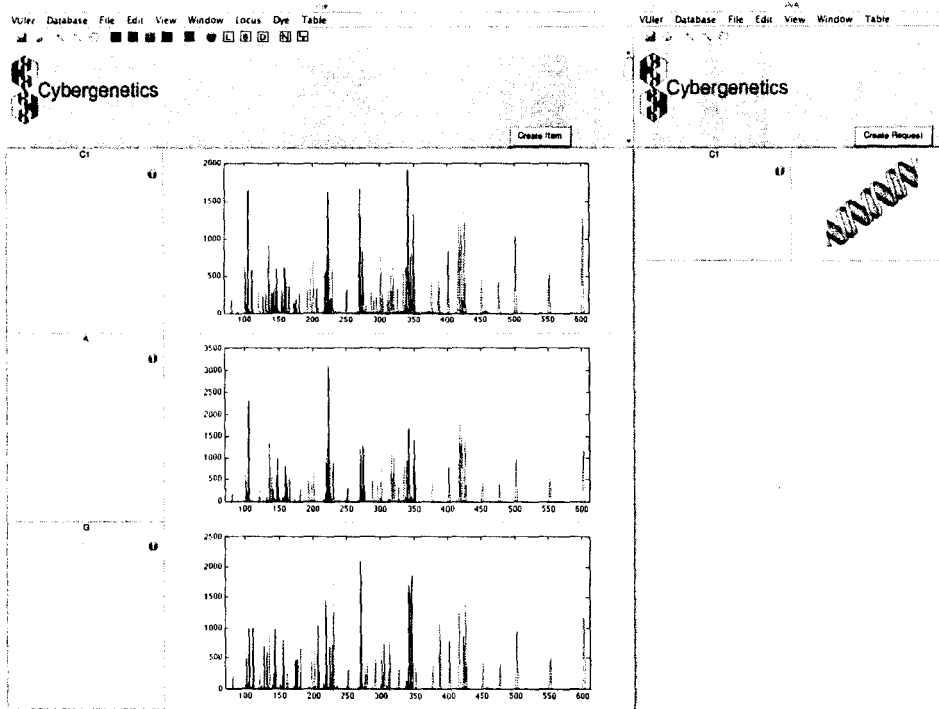 VUIer Database File Edit View Window Locus Dye Table
L D N
Cybergenetics
Create Item
C1
2000
1500
1000
500
0
100 150 200 250 300 350 400 450 500 550 600
A
3500
3000
2500
2000
1500
1000
500
0
100 150 200 250 300 350 400 450 500 550 600
G
2500
2000
1500
1000
500
0
100 150 200 250 300 350 400 450 500 550 600
VUIer Database File Edit View Window Table
Cybergenetics
Create Request
C1